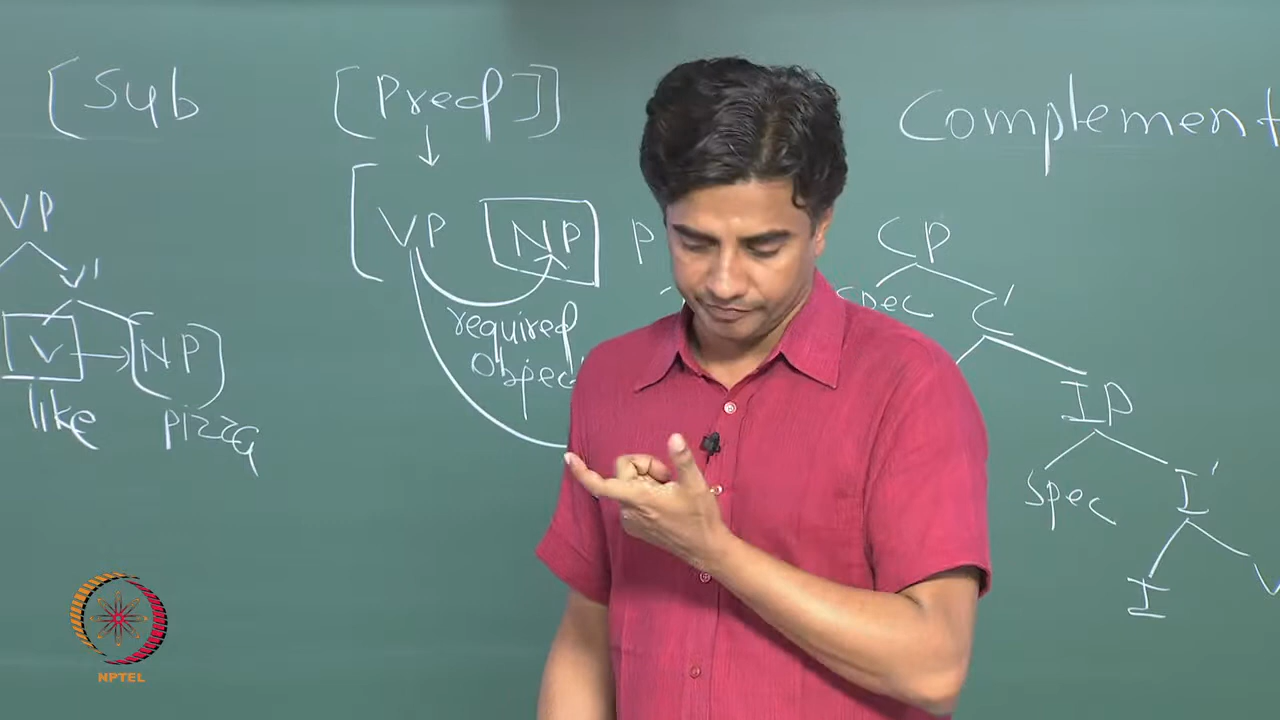 [Sub [Pred]] Complement
VP [VP NP P CP
V' Spec C'
V [NP] required IP
like pizza Object Spec I'
I V
NPTEL